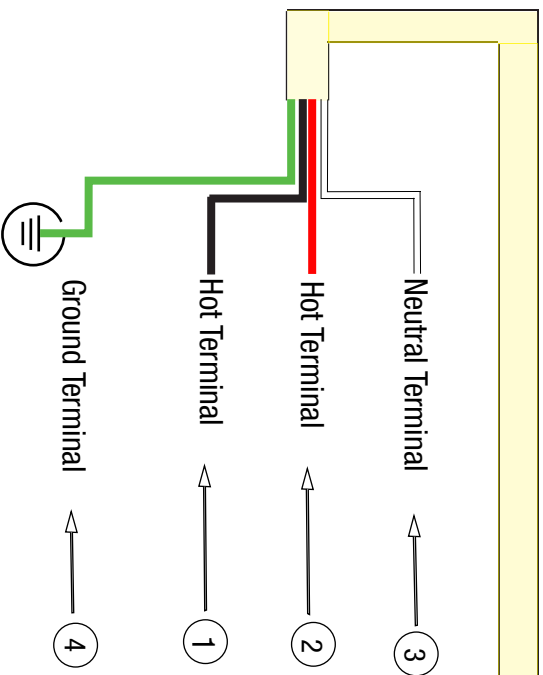 Neutral Terminal
3
Hot Terminal
2
Hot Terminal
1
Ground Terminal
4